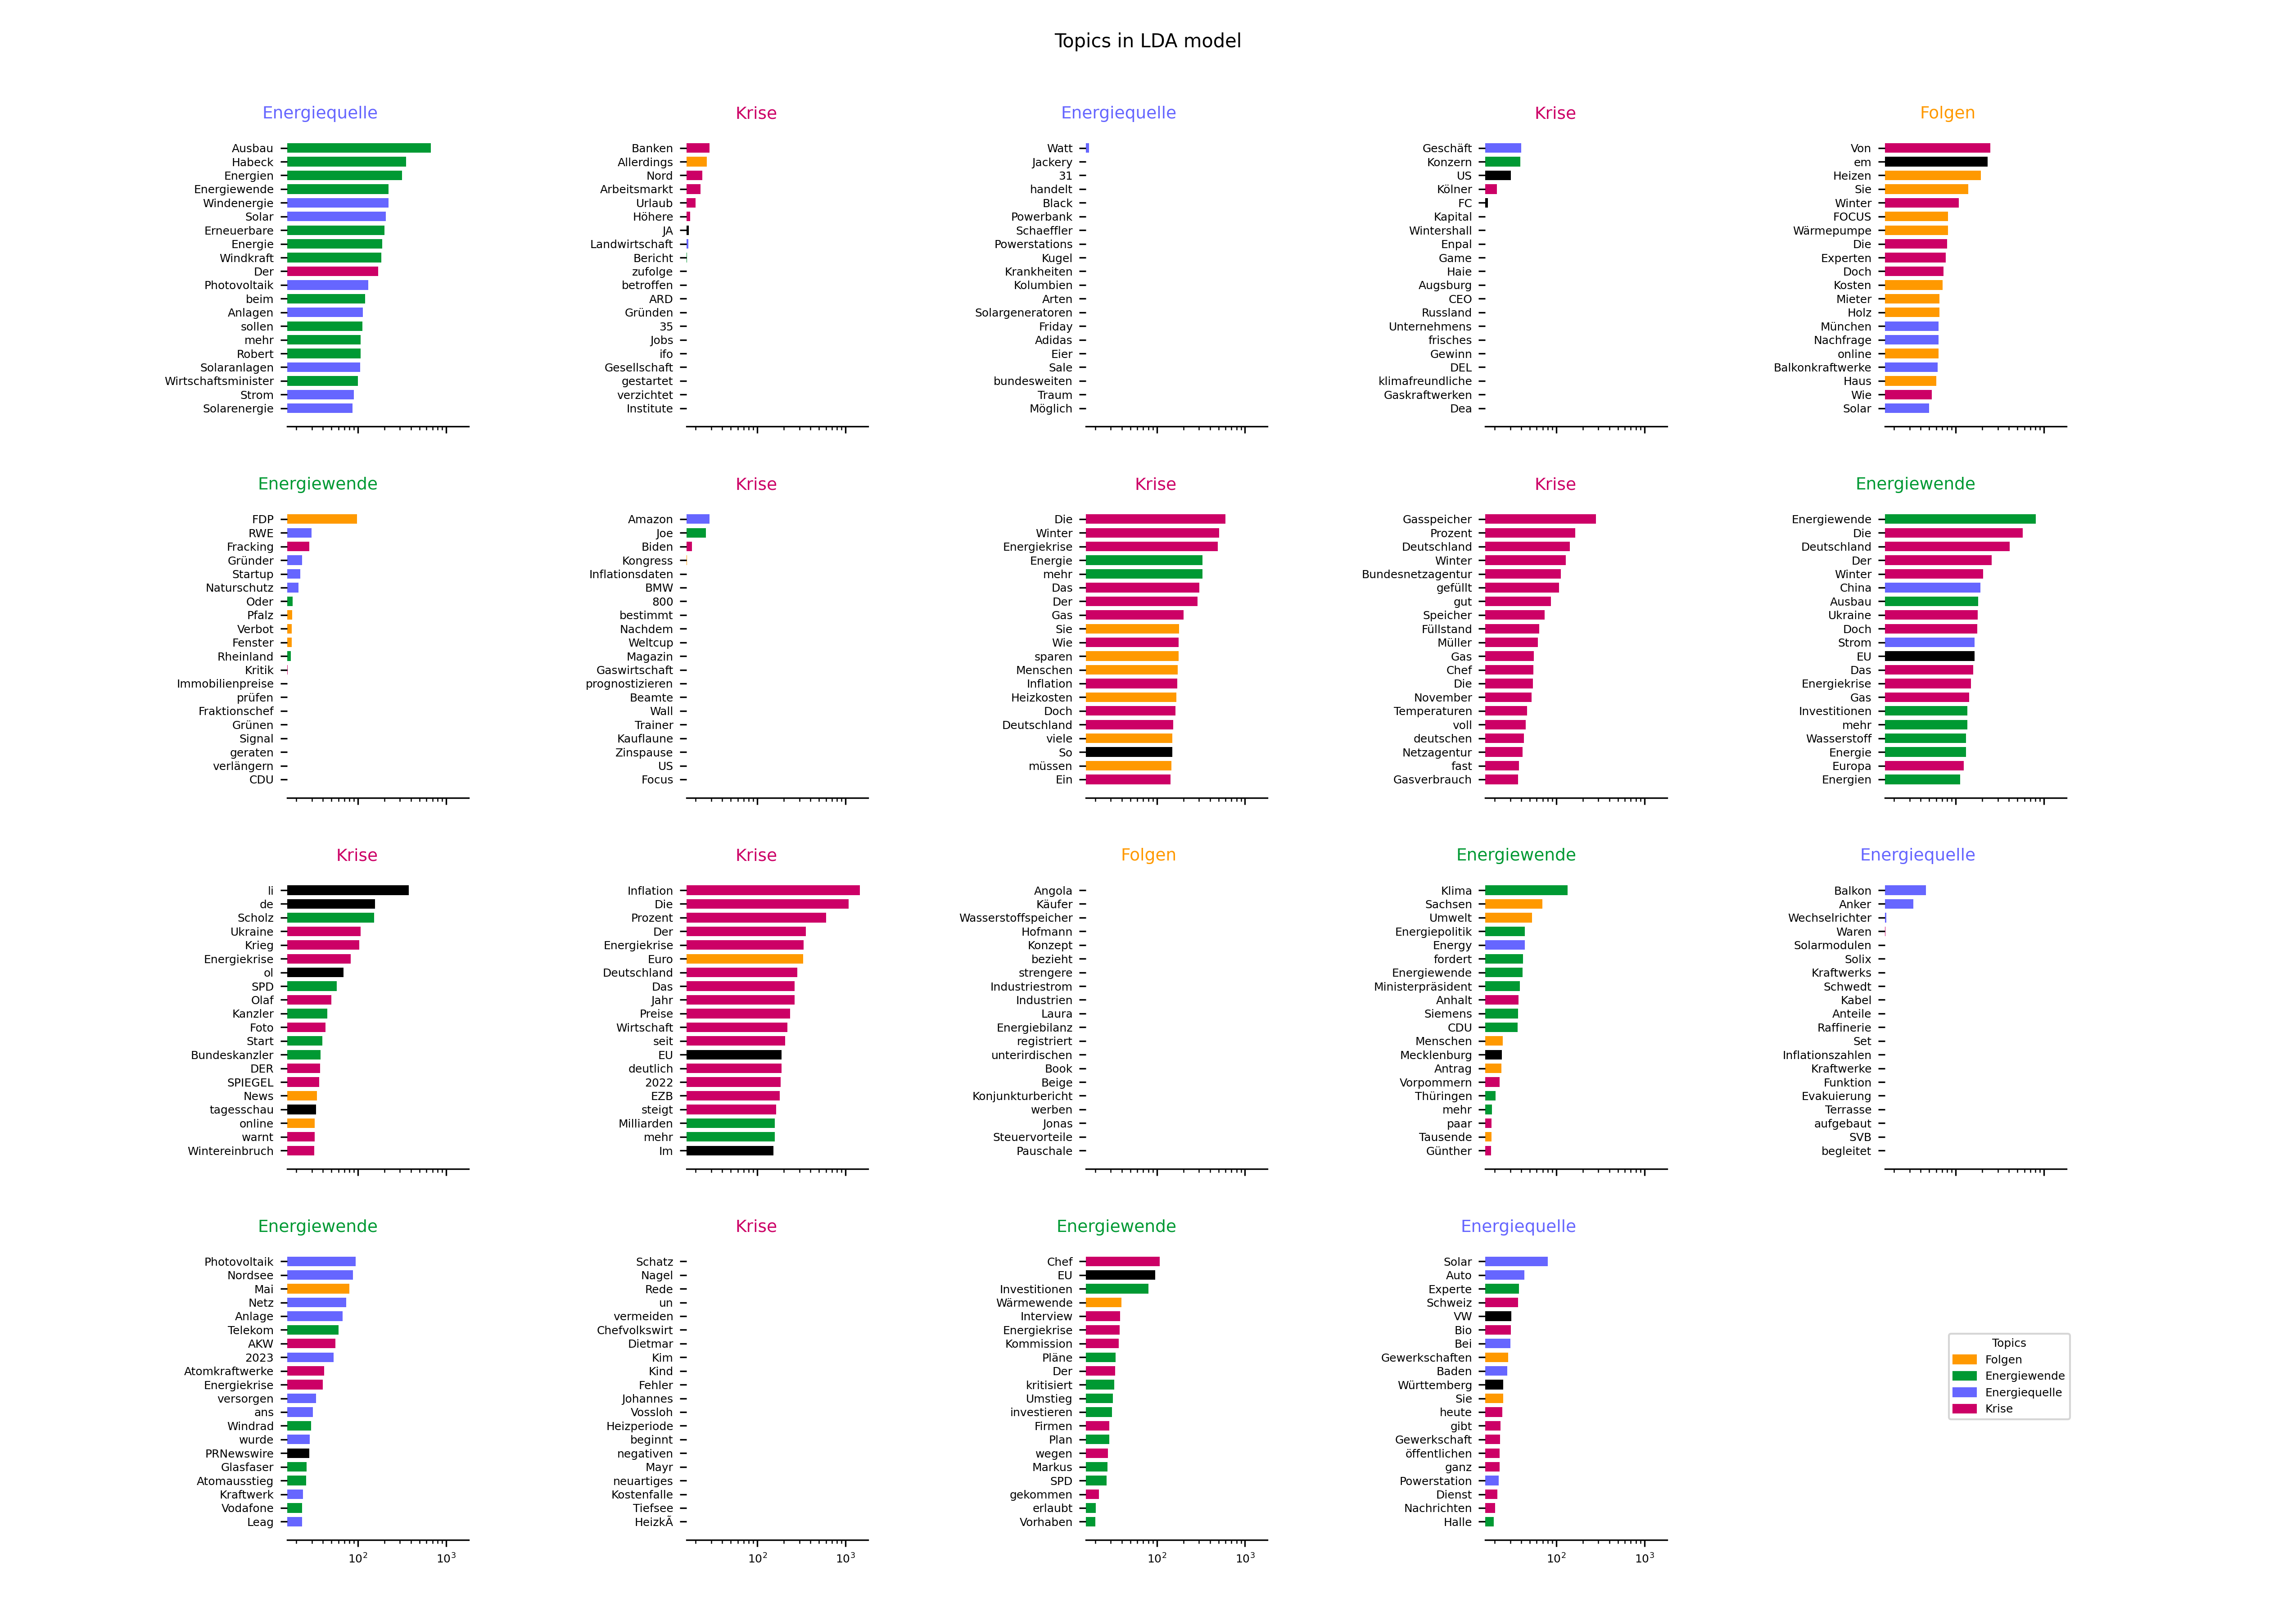 Topics in LDA model
Energiequelle
Ausbau
Habeck
Energien
Energiewende
Windenergie
Solar
Erneuerbare
Energie
Windkraft
Der
Photovoltaik
beim
Anlagen
sollen
mehr
Robert
Solaranlagen
Wirtschaftsminister
Strom
Solarenergie
Krise
Banken
Allerdings
Nord
Arbeitsmarkt
Urlaub
Höhere
JA
Landwirtschaft
Bericht
zufolge
betroffen
ARD
Gründen
35
Jobs
ifo
Gesellschaft
gestartet
verzichtet
Institute
Energiequelle
Watt
Jackery
31
handelt
Black
Powerbank
Schaeffler
Powerstations
Kugel
Krankheiten
Kolumbien
Arten
Solargeneratoren
Friday
Adidas
Eier
Sale
bundesweiten
Traum
Möglich
Krise
Geschäft
Konzern
US
Kölner
FC
Kapital
Wintershall
Enpal
Game
Haie
Augsburg
CEO
Russland
Unternehmens
frisches
Gewinn
DEL
klimafreundliche
Gaskraftwerken
Dea
Folgen
Von
em
Heizen
Sie
Winter
FOCUS
Wärmepumpe
Die
Experten
Doch
Kosten
Mieter
Holz
München
Nachfrage
online
Balkonkraftwerke
Haus
Wie
Solar
Energiewende
FDP
RWE
Fracking
Gründer
Startup
Naturschutz
Oder
Pfalz
Verbot
Fenster
Rheinland
Kritik
Immobilienpreise
prüfen
Fraktionschef
Grünen
Signal
geraten
verlängern
CDU
Krise
Amazon
Joe
Biden
Kongress
Inflationsdaten
BMW
800
bestimmt
Nachdem
Weltcup
Magazin
Gaswirtschaft
prognostizieren
Beamte
Wall
Trainer
Kauflaune
Zinspause
US
Focus
Krise
Die
Winter
Energiekrise
Energie
mehr
Das
Der
Gas
Sie
Wie
sparen
Menschen
Inflation
Heizkosten
Doch
Deutschland
viele
So
müssen
Ein
Krise
Gasspeicher
Prozent
Deutschland
Winter
Bundesnetzagentur
gefüllt
gut
Speicher
Füllstand
Müller
Gas
Chef
Die
November
Temperaturen
voll
deutschen
Netzagentur
fast
Gasverbrauch
Energiewende
Energiewende
Die
Deutschland
Der
Winter
China
Ausbau
Ukraine
Doch
Strom
EU
Das
Energiekrise
Gas
Investitionen
mehr
Wasserstoff
Energie
Europa
Energien
Krise
li
de
Scholz
Ukraine
Krieg
Energiekrise
ol
SPD
Olaf
Kanzler
Foto
Start
Bundeskanzler
DER
SPIEGEL
News
tagesschau
online
warnt
Wintereinbruch
Krise
Inflation
Die
Prozent
Der
Energiekrise
Euro
Deutschland
Das
Jahr
Preise
Wirtschaft
seit
EU
deutlich
2022
EZB
steigt
Milliarden
mehr
Im
Folgen
Angola
Käufer
Wasserstoffspeicher
Hofmann
Konzept
bezieht
strengere
Industriestrom
Industrien
Laura
Energiebilanz
registriert
unterirdischen
Book
Beige
Konjunkturbericht
werben
Jonas
Steuervorteile
Pauschale
Energiewende
Klima
Sachsen
Umwelt
Energiepolitik
Energy
fordert
Energiewende
Ministerpräsident
Anhalt
Siemens
CDU
Menschen
Mecklenburg
Antrag
Vorpommern
Thüringen
mehr
paar
Tausende
Günther
Energiequelle
Balkon
Anker
Wechselrichter
Waren
Solarmodulen
Solix
Kraftwerks
Schwedt
Kabel
Anteile
Raffinerie
Set
Inflationszahlen
Kraftwerke
Funktion
Evakuierung
Terrasse
aufgebaut
SVB
begleitet
Energiewende
Photovoltaik
Nordsee
Mai
Netz
Anlage
Telekom
AKW
2023
Atomkraftwerke
Energiekrise
versorgen
ans
Windrad
wurde
PRNewswire
Glasfaser
Atomausstieg
Kraftwerk
Vodafone
Leag
10² 10³
Krise
Schatz
Nagel
Rede
un
vermeiden
Chefvolkswirt
Dietmar
Kim
Kind
Fehler
Johannes
Vossloh
Heizperiode
beginnt
negativen
Mayr
neuartiges
Kostenfalle
Tiefsee
HeizkÃ
10² 10³
Energiewende
Chef
EU
Investitionen
Wärmewende
Interview
Energiekrise
Kommission
Pläne
Der
kritisiert
Umstieg
investieren
Firmen
Plan
wegen
Markus
SPD
gekommen
erlaubt
Vorhaben
10² 10³
Energiequelle
Solar
Auto
Experte
Schweiz
VW
Bio
Bei
Gewerkschaften
Baden
Württemberg
Sie
heute
gibt
Gewerkschaft
öffentlichen
ganz
Powerstation
Dienst
Nachrichten
Halle
10² 10³
Topics
Folgen
Energiewende
Energiequelle
Krise